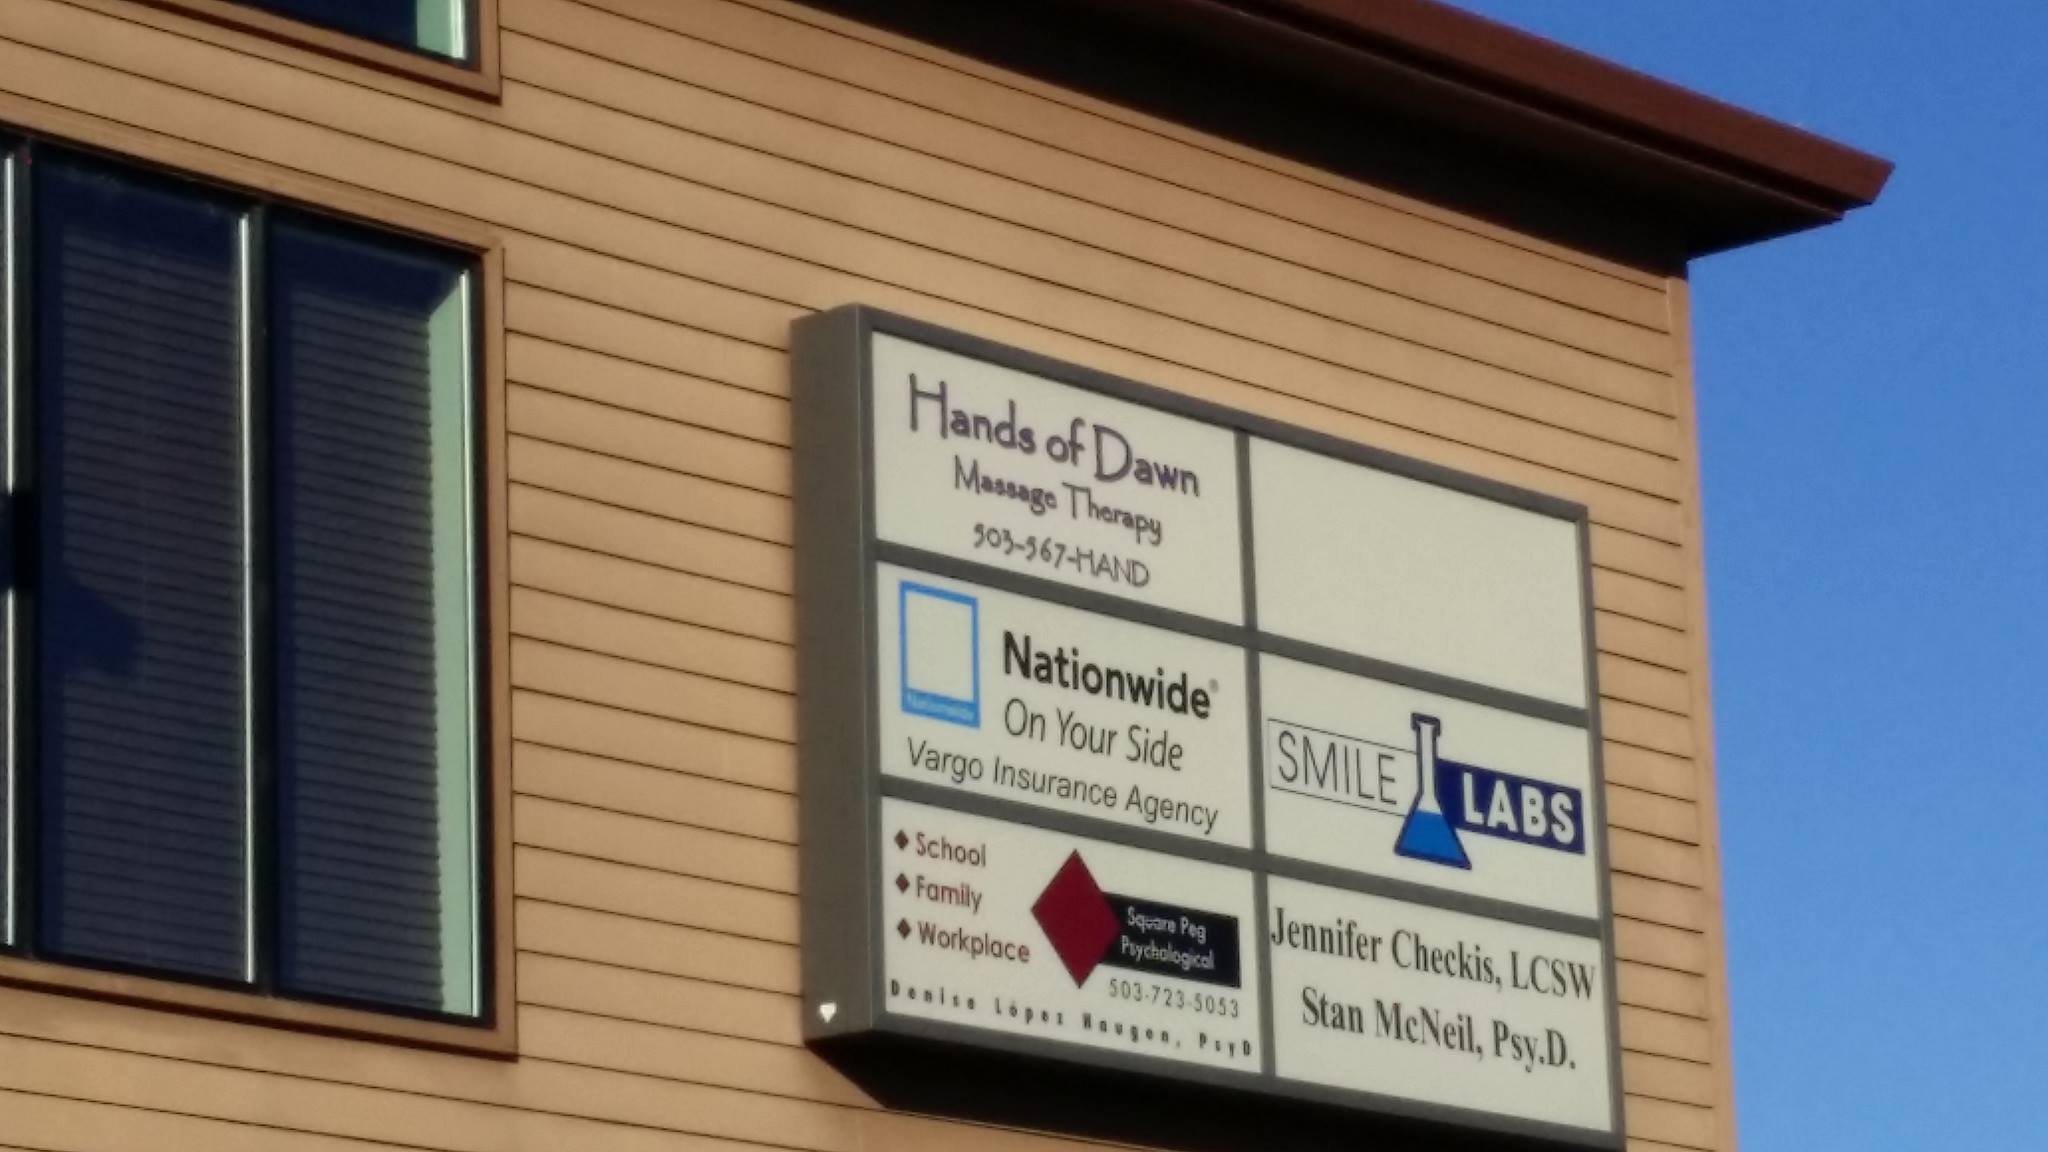 Hands of Dawn
Massage Therapy
503-567-HAND
Nationwide
Nationwide®
On Your Side
Vargo Insurance Agency
SMILE LABS
◆ School
◆ Family
◆ Workplace
Square Peg
Psychological
503-723-5053
Denise López Haugen, PsyD
Jennifer Checkis, LCSW
Stan McNeil, Psy.D.